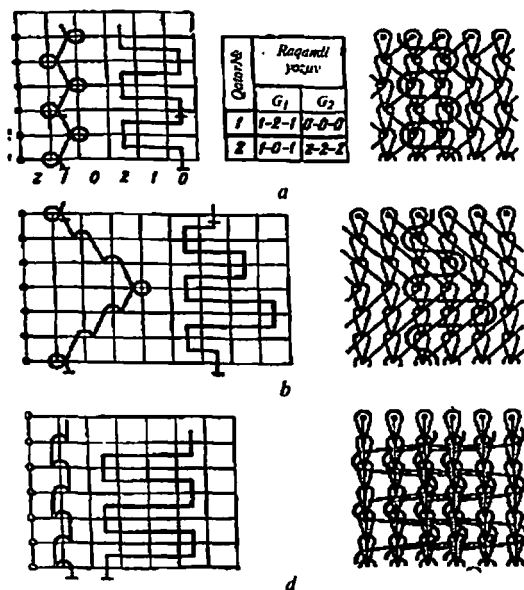 Qator№ Raqamli yozuv
G₁ G₂
1 1-2-1 0-0-0
2 1-0-1 2-2-2
2 1 0 2 1 0
a
b
d